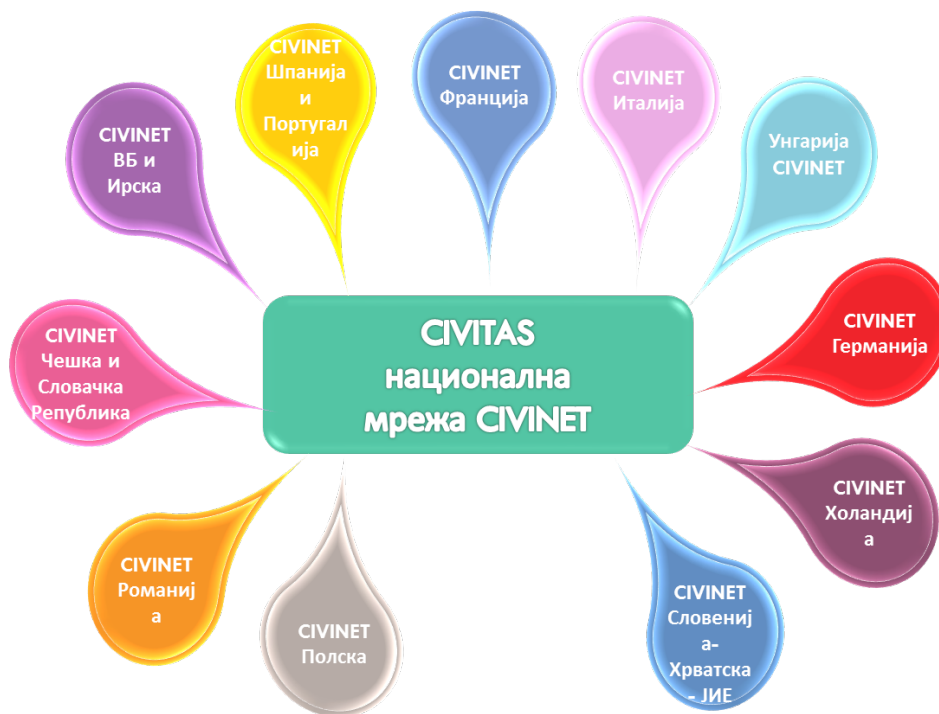 CIVINET
Шпанија
и
Португал
ија
CIVINET
Франција
CIVINET
Италија
CIVINET
ВБ и
Ирска
Унгарија
CIVINET
CIVITAS
национална
мрежа CIVINET
CIVINET
Чешка и
Словачка
Република
CIVINET
Германија
CIVINET
Холандиј
а
CIVINET
Романиј
а
CIVINET
Полска
CIVINET
Словениј
а-
Хрватска
- ЈИЕ